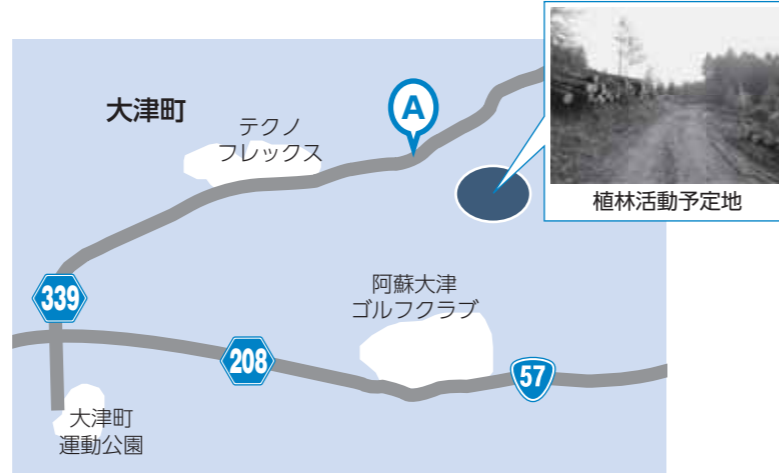 大津町
テクノ
フレックス
A
植林活動予定地
339
阿蘇大津
ゴルフクラブ
208
57
大津町
運動公園